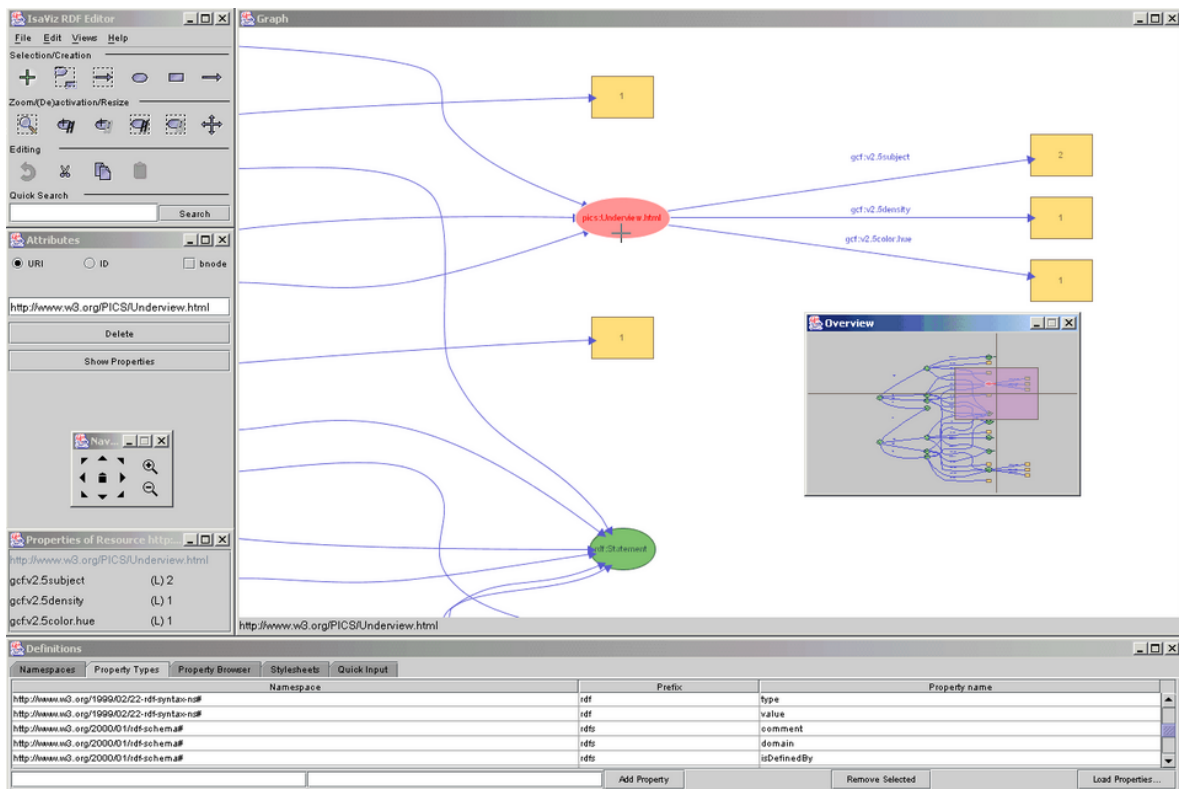 IsaViz RDF Editor
File Edit Views Help
Selection/Creation
Zoom/(De)activation/Resize
Editing
Quick Search
Search
Attributes
URI ID bnode
http://www.w3.org/PICS/Underview.html
Delete
Show Properties
Nav...
Properties of Resource http:...
http://www.w3.org/PICS/Underview.html
gcf:v2.5subject (L) 2
gcf:v2.5density (L) 1
gcf:v2.5color.hue (L) 1
Graph
1
gcf:v2.5subject
2
pics:Underview.html
gcf:v2.5density
1
gcf:v2.5color.hue
1
1
Overview
rdf:Statement
http://www.w3.org/PICS/Underview.html
Definitions
Namespaces Property Types Property Browser Stylesheets Quick Input
Namespace Prefix Property name
http://www.w3.org/1999/02/22-rdf-syntax-ns# rdf type
http://www.w3.org/1999/02/22-rdf-syntax-ns# rdf value
http://www.w3.org/2000/01/rdf-schema# rdfs comment
http://www.w3.org/2000/01/rdf-schema# rdfs domain
http://www.w3.org/2000/01/rdf-schema# rdfs isDefinedBy
Add Property Remove Selected Load Properties...